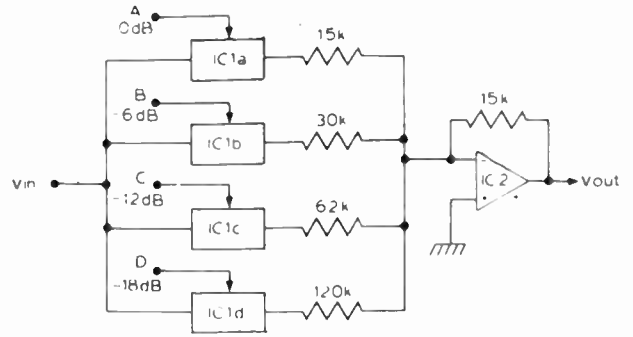 A
0dB
IC1a
15k
B
-6dB
IC1b
30k
15k
Vin
C
-12dB
IC1c
62k
-
IC2
+
Vout
D
-18dB
IC1d
120k